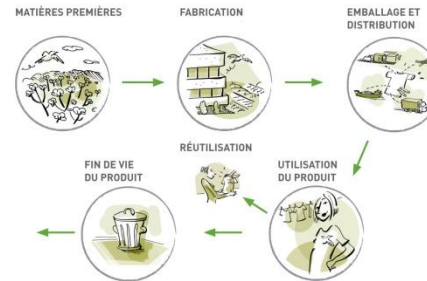 MATIÈRES PREMIÈRES
FABRICATION
EMBALLAGE ET
DISTRIBUTION
RÉUTILISATION
FIN DE VIE
DU PRODUIT
UTILISATION
DU PRODUIT